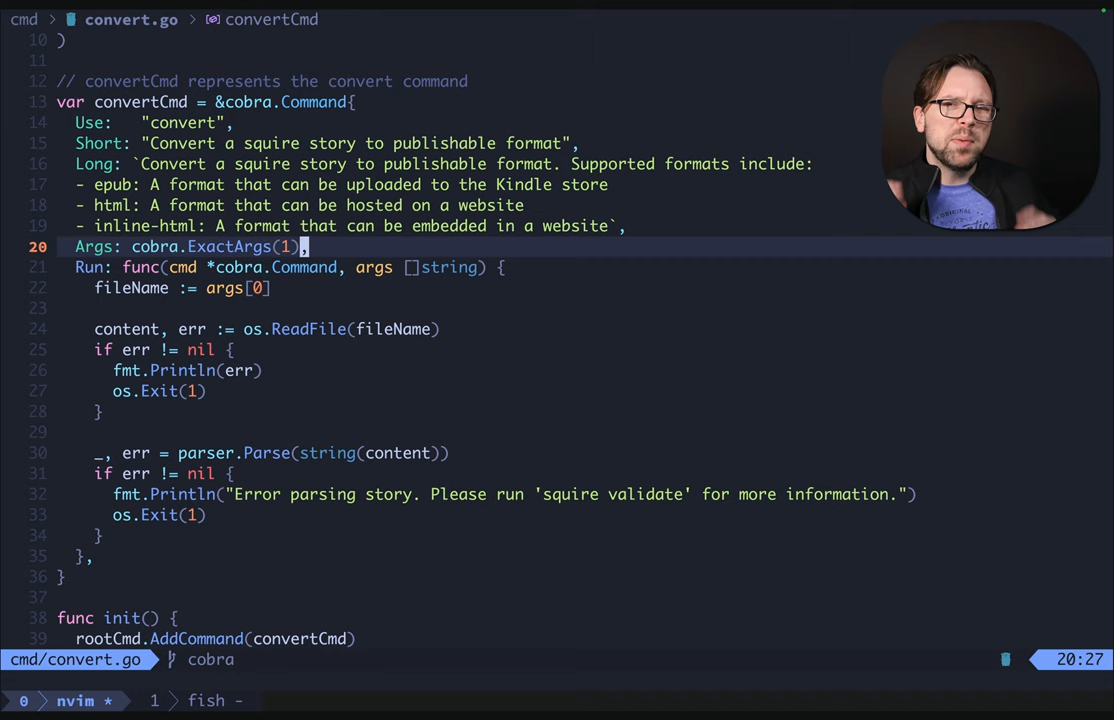 cmd > convert.go > convertCmd
10 )
11
12 // convertCmd represents the convert command
13 var convertCmd = &cobra.Command{
14 Use: "convert",
15 Short: "Convert a squire story to publishable format",
16 Long: `Convert a squire story to publishable format. Supported formats include:
17 - epub: A format that can be uploaded to the Kindle store
18 - html: A format that can be hosted on a website
19 - inline-html: A format that can be embedded in a website`,
20 Args: cobra.ExactArgs(1),
21 Run: func(cmd *cobra.Command, args []string) {
22 fileName := args[0]
23
24 content, err := os.ReadFile(fileName)
25 if err != nil {
26 fmt.Println(err)
27 os.Exit(1)
28 }
29
30 _, err = parser.Parse(string(content))
31 if err != nil {
32 fmt.Println("Error parsing story. Please run 'squire validate' for more information.")
33 os.Exit(1)
34 }
35 },
36 }
37
38 func init() {
39 rootCmd.AddCommand(convertCmd)
cmd/convert.go cobra 20:27
0 nvim * 1 fish -